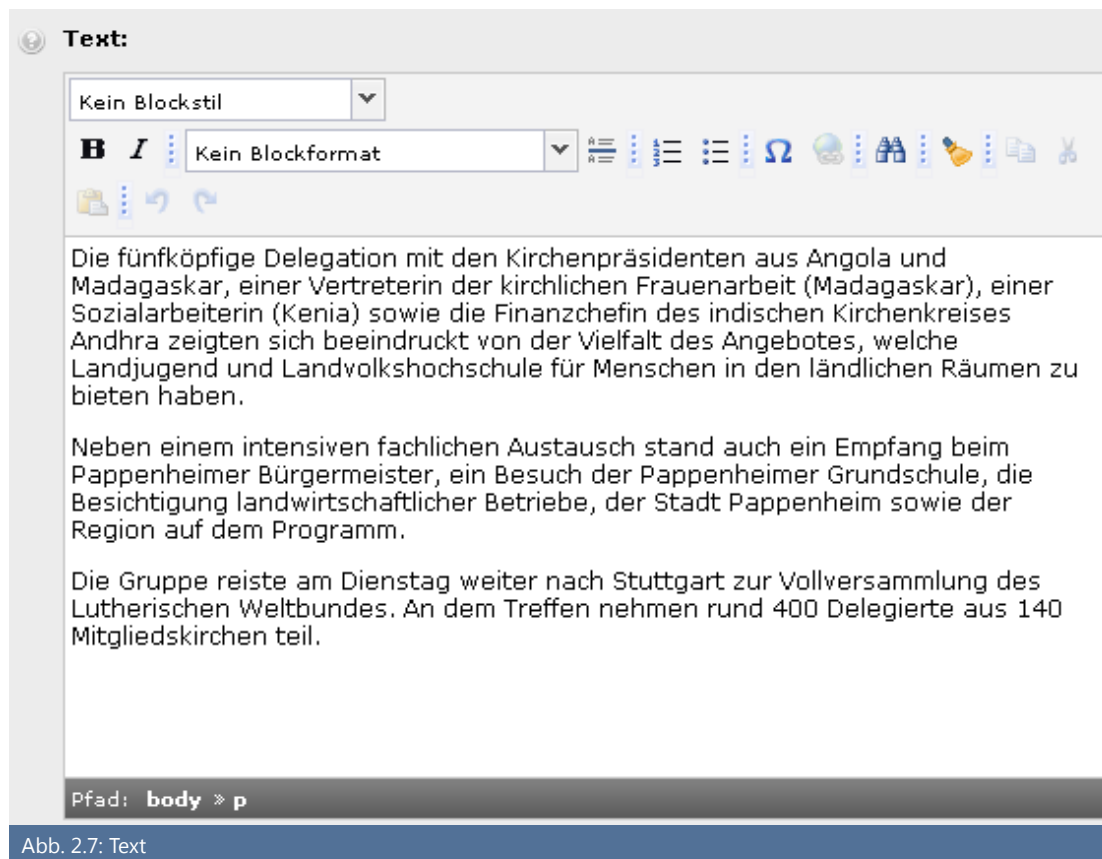 Text:
Kein Blockstil
B I Kein Blockformat Ω
Die fünfköpfige Delegation mit den Kirchenpräsidenten aus Angola und
Madagaskar, einer Vertreterin der kirchlichen Frauenarbeit (Madagaskar), einer
Sozialarbeiterin (Kenia) sowie die Finanzchefin des indischen Kirchenkreises
Andhra zeigten sich beeindruckt von der Vielfalt des Angebotes, welche
Landjugend und Landvolkshochschule für Menschen in den ländlichen Räumen zu
bieten haben.
Neben einem intensiven fachlichen Austausch stand auch ein Empfang beim
Pappenheimer Bürgermeister, ein Besuch der Pappenheimer Grundschule, die
Besichtigung landwirtschaftlicher Betriebe, der Stadt Pappenheim sowie der
Region auf dem Programm.
Die Gruppe reiste am Dienstag weiter nach Stuttgart zur Vollversammlung des
Lutherischen Weltbundes. An dem Treffen nehmen rund 400 Delegierte aus 140
Mitgliedskirchen teil.
Pfad: body » p
Abb. 2.7: Text